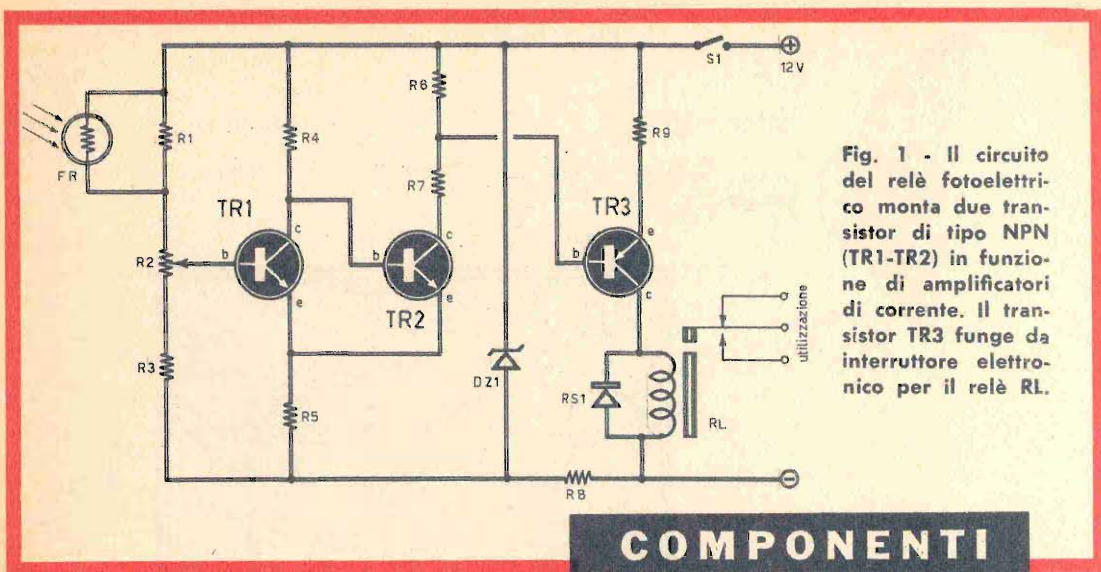 S1
12V
FR
R1
R4
R6
R7
R9
TR1
TR2
TR3
b
c
e
b
c
e
b
e
c
R2
R3
R5
DZ1
R8
RS1
RL
utilizzazione
Fig. 1 - Il circuito
del relè fotoelettri-
co monta due tran-
sistor di tipo NPN
(TR1-TR2) in funzio-
ne di amplificatori
di corrente. Il tran-
sistor TR3 funge da
interruttore elettro-
nico per il relè RL.
COMPONENTI